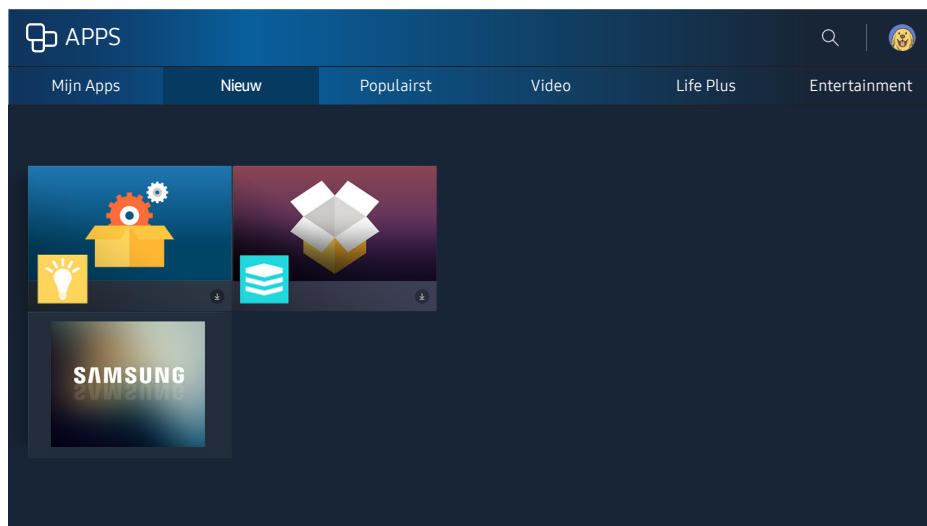 APPS
Mijn Apps Nieuw Populairst Video Life Plus Entertainment
SAMSUNG